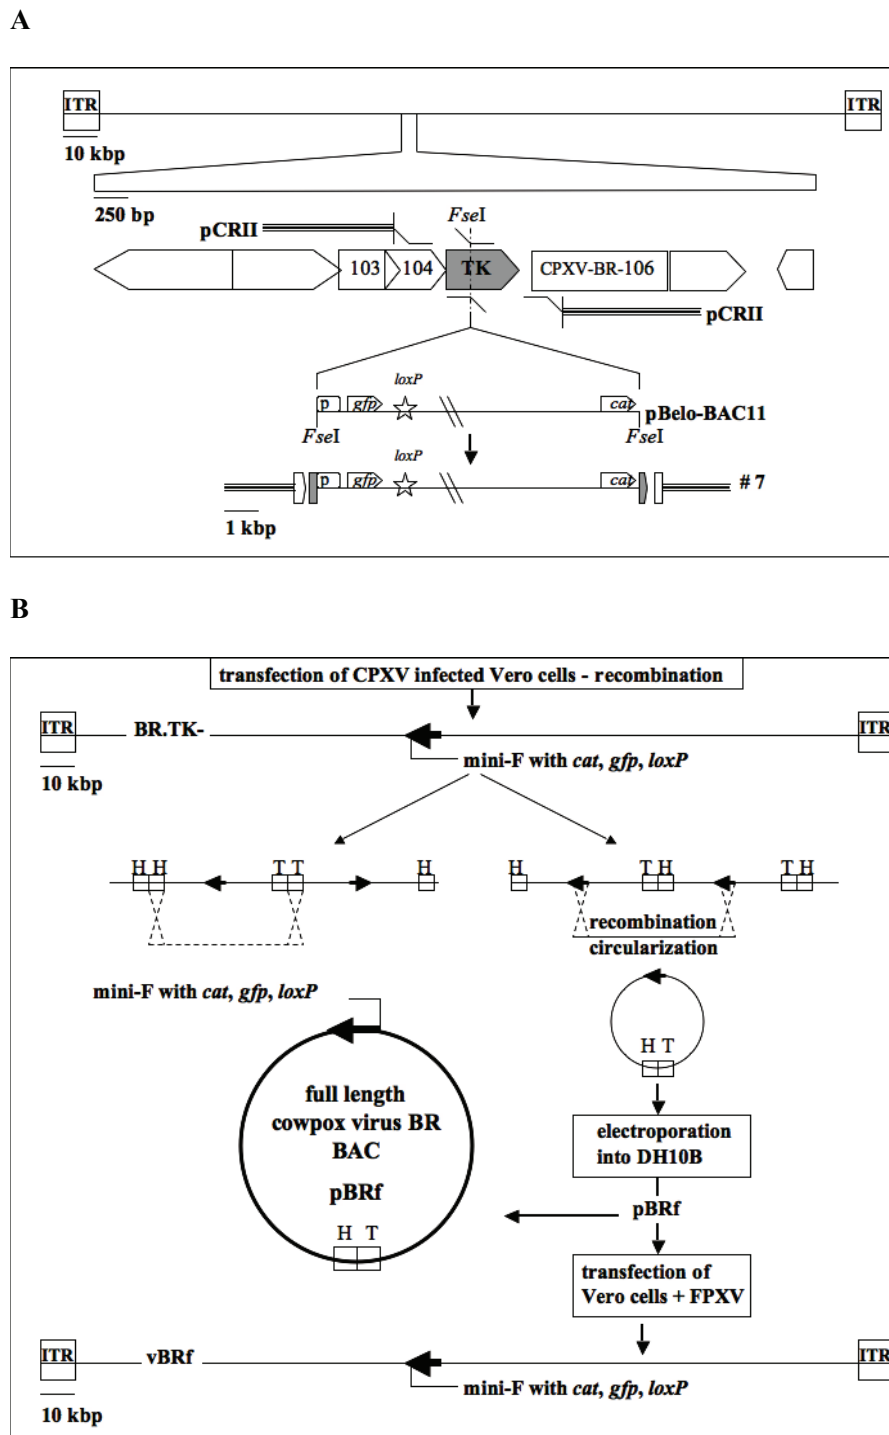 A
ITR ITR
10 kbp
250 bp
FseI
pCRII
103 104 TK CPXV-BR-106
pCRII
loxP
p gfp cat pBelo-BAC11
FseI FseI
loxP
p gfp cat # 7
1 kbp
B
transfection of CPXV infected Vero cells - recombination
ITR BR.TK- ITR
mini-F with cat, gfp, loxP
10 kbp
H H T T H H T H T H
recombination
circularization
mini-F with cat, gfp, loxP
H T
full length
cowpox virus BR
BAC
pBRf
H T
electroporation
into DH10B
pBRf
transfection of
Vero cells + FPXV
ITR vBRf ITR
mini-F with cat, gfp, loxP
10 kbp